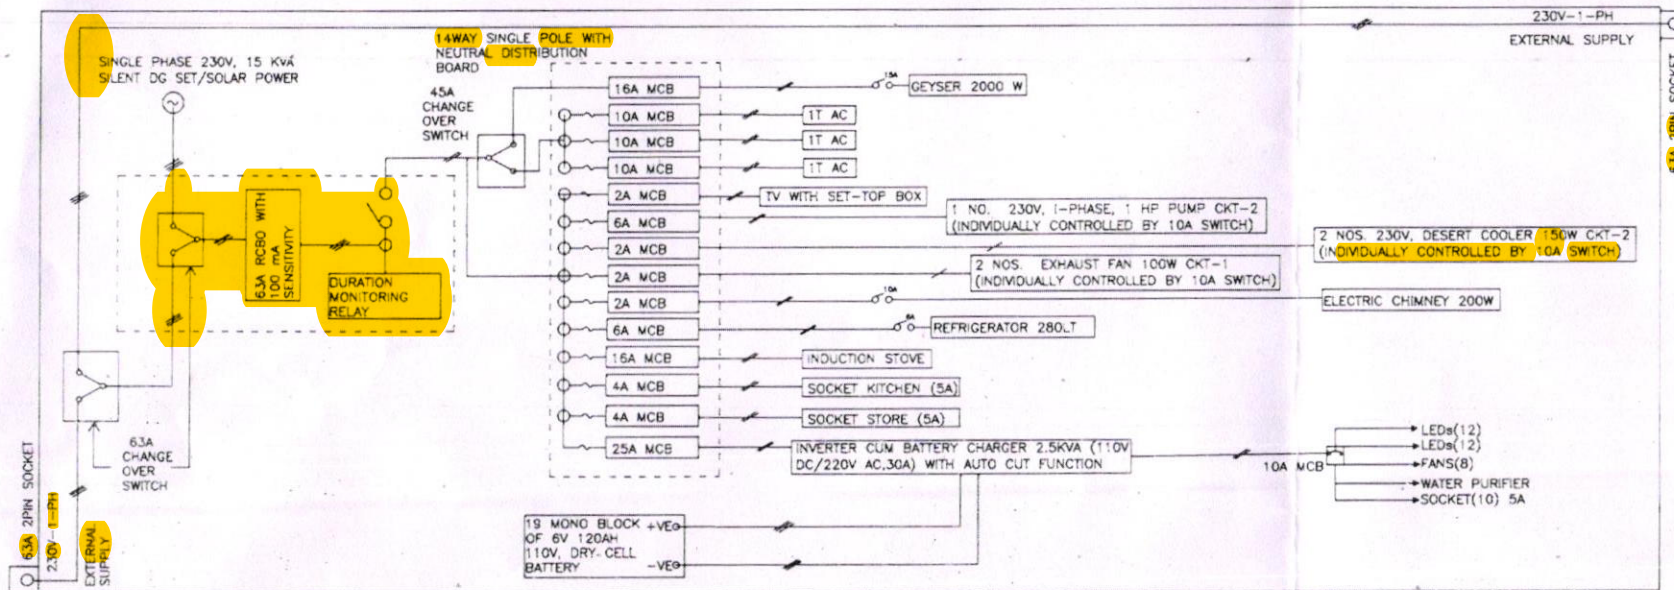 230V-1-PH
EXTERNAL SUPPLY
SINGLE PHASE 230V, 15 KVA
SILENT DG SET/SOLAR POWER
14WAY SINGLE POLE WITH
NEUTRAL DISTRIBUTION
BOARD
45A
CHANGE
OVER
SWITCH
16A MCB
15A
GEYSER 2000 W
10A MCB
1T AC
10A MCB
1T AC
10A MCB
1T AC
2A MCB
TV WITH SET-TOP BOX
6A MCB
1 NO. 230V, I-PHASE, 1 HP PUMP CKT-2
(INDIVIDUALLY CONTROLLED BY 10A SWITCH)
2A MCB
2 NOS. 230V, DESERT COOLER 150W CKT-2
(INDIVIDUALLY CONTROLLED BY 10A SWITCH)
2A MCB
2 NOS. EXHAUST FAN 100W CKT-1
(INDIVIDUALLY CONTROLLED BY 10A SWITCH)
2A MCB
10A
ELECTRIC CHIMNEY 200W
6A MCB
6A
REFRIGERATOR 280LT
16A MCB
INDUCTION STOVE
4A MCB
SOCKET KITCHEN (5A)
4A MCB
SOCKET STORE (5A)
25A MCB
INVERTER CUM BATTERY CHARGER 2.5KVA (110V
DC/220V AC,30A) WITH AUTO CUT FUNCTION
10A MCB
LEDs(12)
LEDs(12)
FANS(8)
WATER PURIFIER
SOCKET(10) 5A
63A RCBO WITH
100 mA
SENSITIVITY
DURATION
MONITORING
RELAY
63A
CHANGE
OVER
SWITCH
19 MONO BLOCK
OF 6V 120AH
110V, DRY-CELL
BATTERY
+VE
-VE
63A 2PIN SOCKET
230V-1-PH
EXTERNAL
SUPPLY
2PIN SOCKET